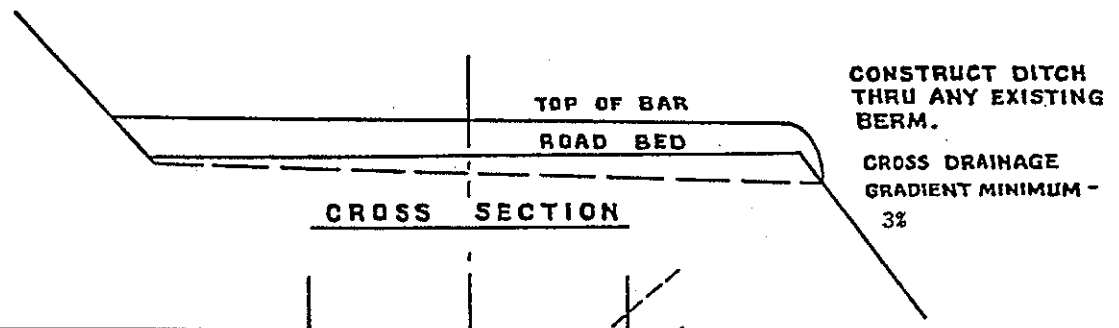 TOP OF BAR
ROAD BED
CONSTRUCT DITCH
THRU ANY EXISTING
BERM.
CROSS DRAINAGE
GRADIENT MINIMUM-
3%
CROSS SECTION